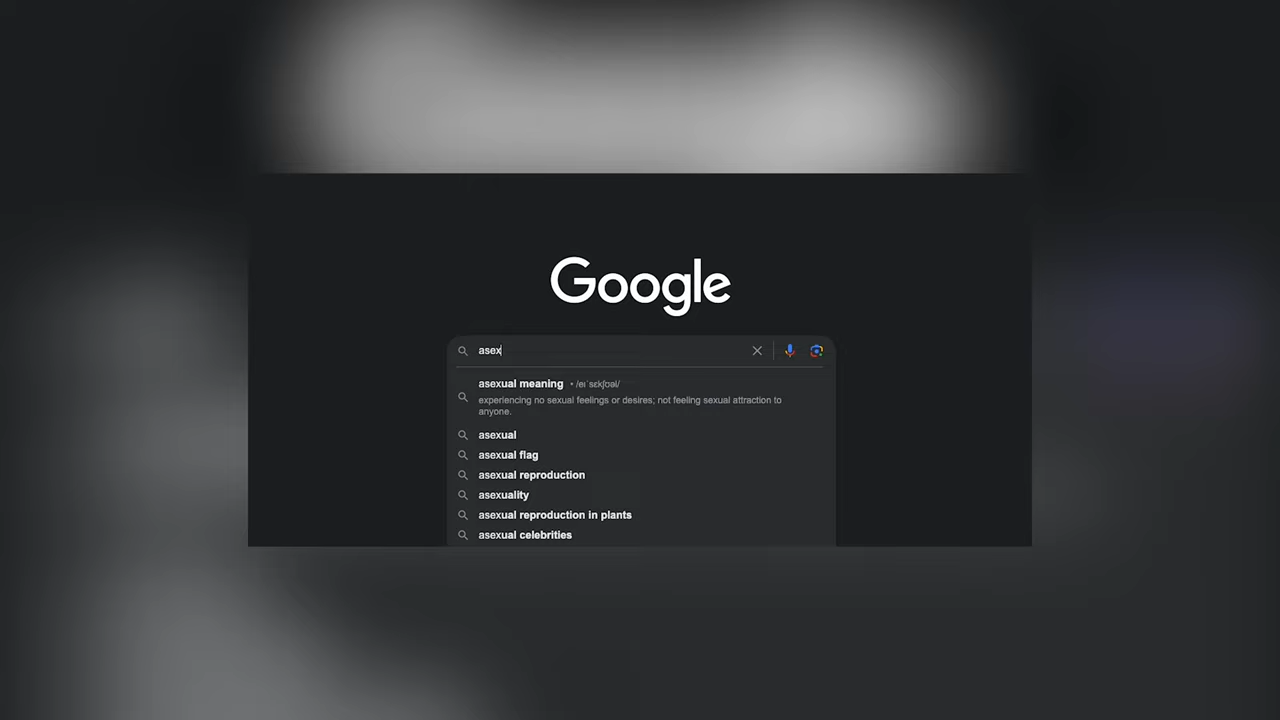 Google
asex
asexual meaning • /eɪˈsɛkʃʊəl/
experiencing no sexual feelings or desires; not feeling sexual attraction to
anyone.
asexual
asexual flag
asexual reproduction
asexuality
asexual reproduction in plants
asexual celebrities